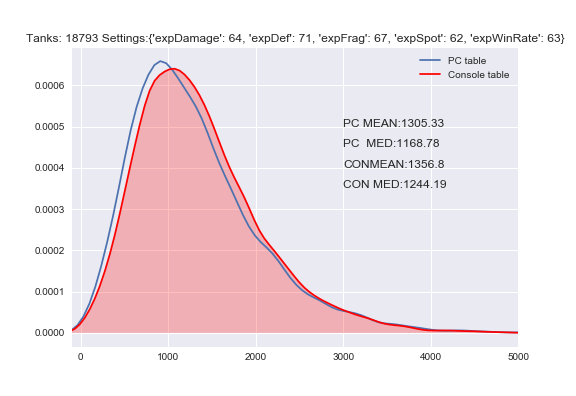 Tanks: 18793 Settings:{'expDamage': 64, 'expDef': 71, 'expFrag': 67, 'expSpot': 62, 'expWinRate': 63}
PC table
Console table
PC MEAN:1305.33
PC  MED:1168.78
CONMEAN:1356.8
CON MED:1244.19
0.0006
0.0005
0.0004
0.0003
0.0002
0.0001
0.0000
0 1000 2000 3000 4000 5000